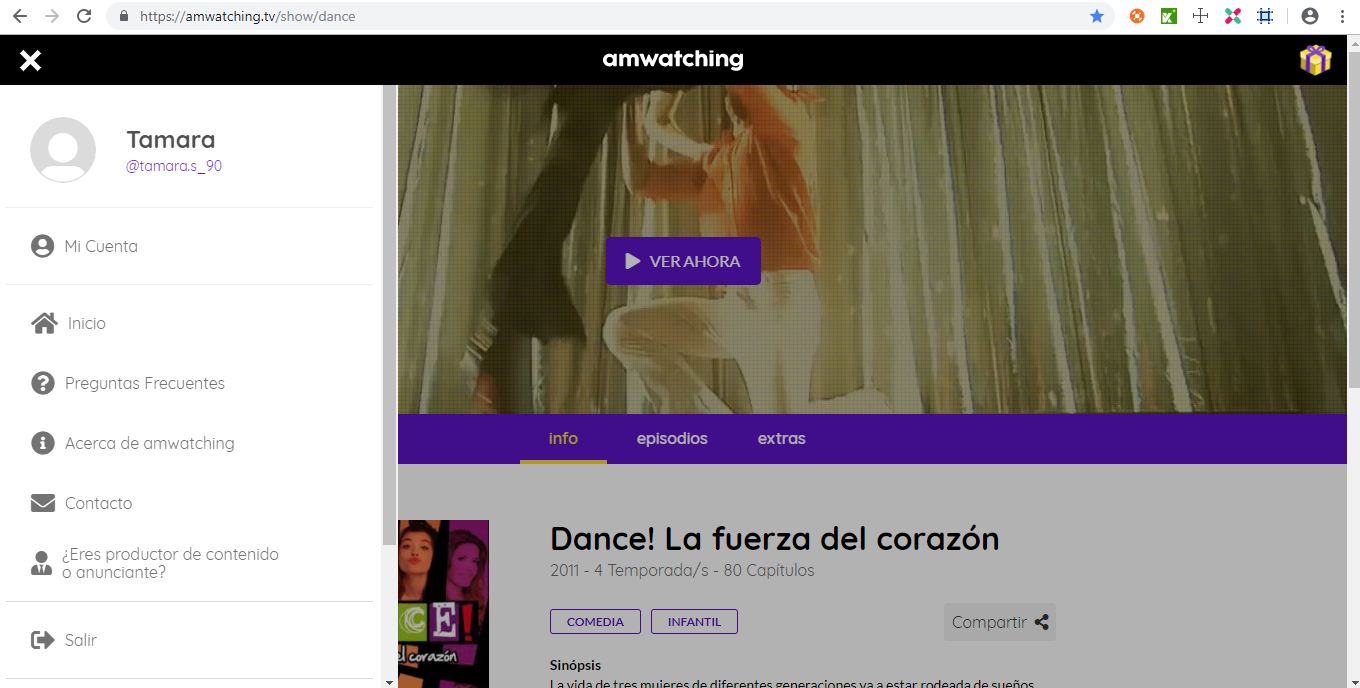 https://amwatching.tv/show/dance
amwatching
Tamara
@tamara.s_90
Mi Cuenta
Inicio
Preguntas Frecuentes
Acerca de amwatching
Contacto
¿Eres productor de contenido
o anunciante?
Salir
VER AHORA
info episodios extras
CE!
el corazón
Dance! La fuerza del corazón
2011 - 4 Temporada/s - 80 Capítulos
COMEDIA INFANTIL
Compartir
Sinópsis
La vida de tres mujeres de diferentes generaciones va a estar rodeada de sueños,